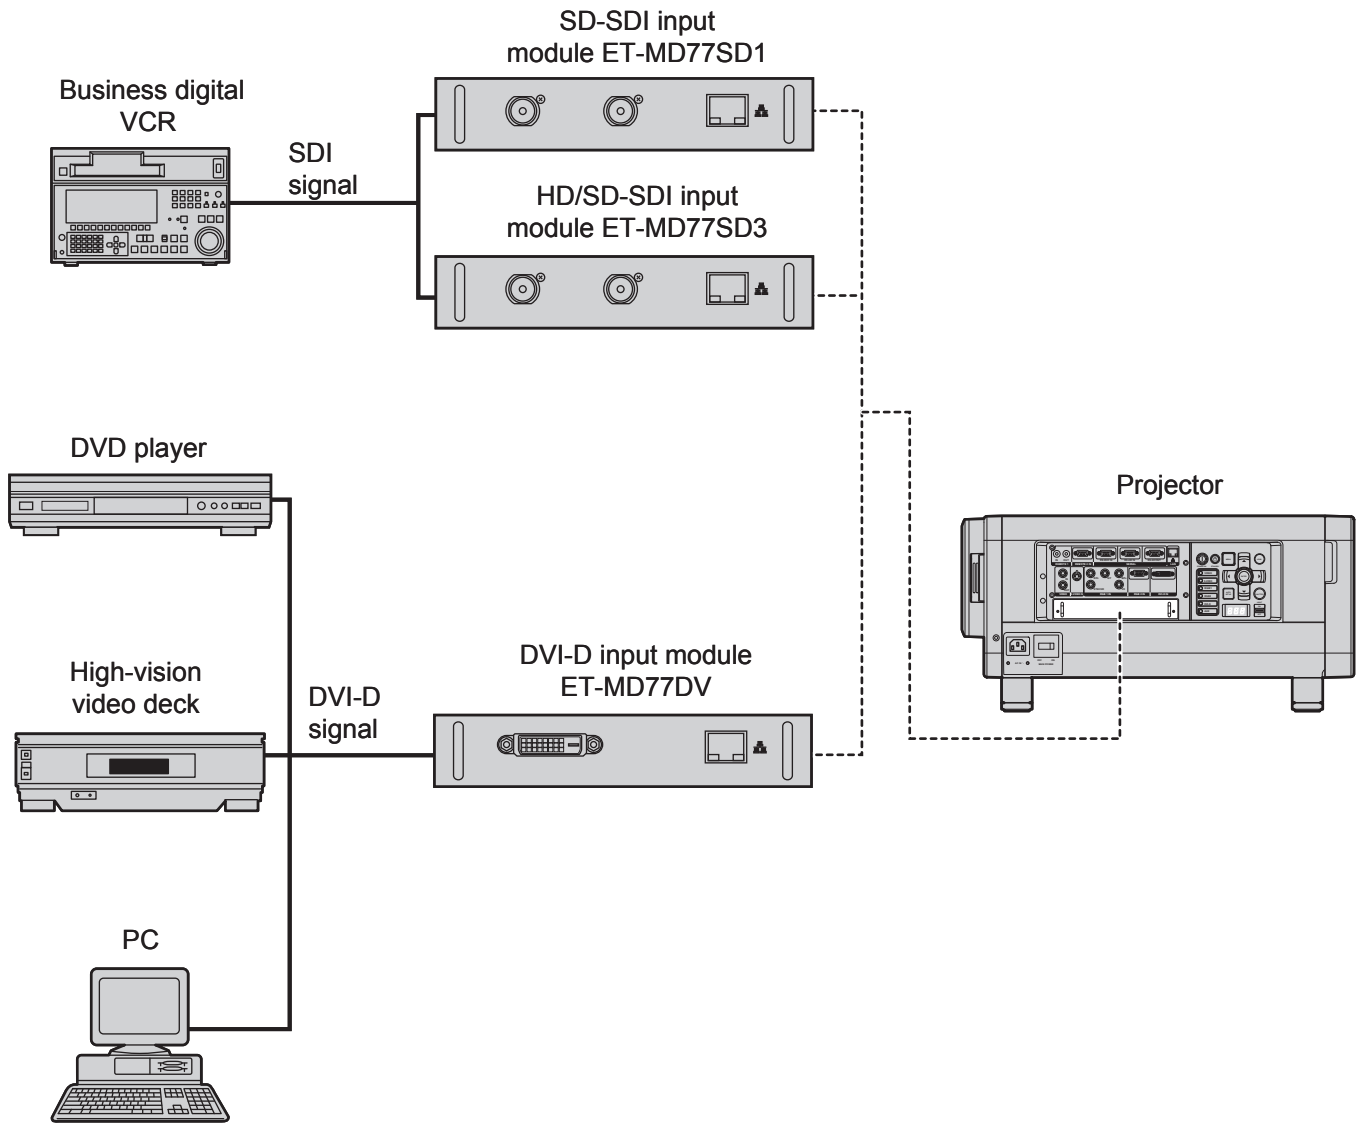 SD-SDI input
module ET-MD77SD1
Business digital
VCR
SDI
signal
HD/SD-SDI input
module ET-MD77SD3
DVD player
Projector
High-vision
video deck
DVI-D
signal
DVI-D input module
ET-MD77DV
PC